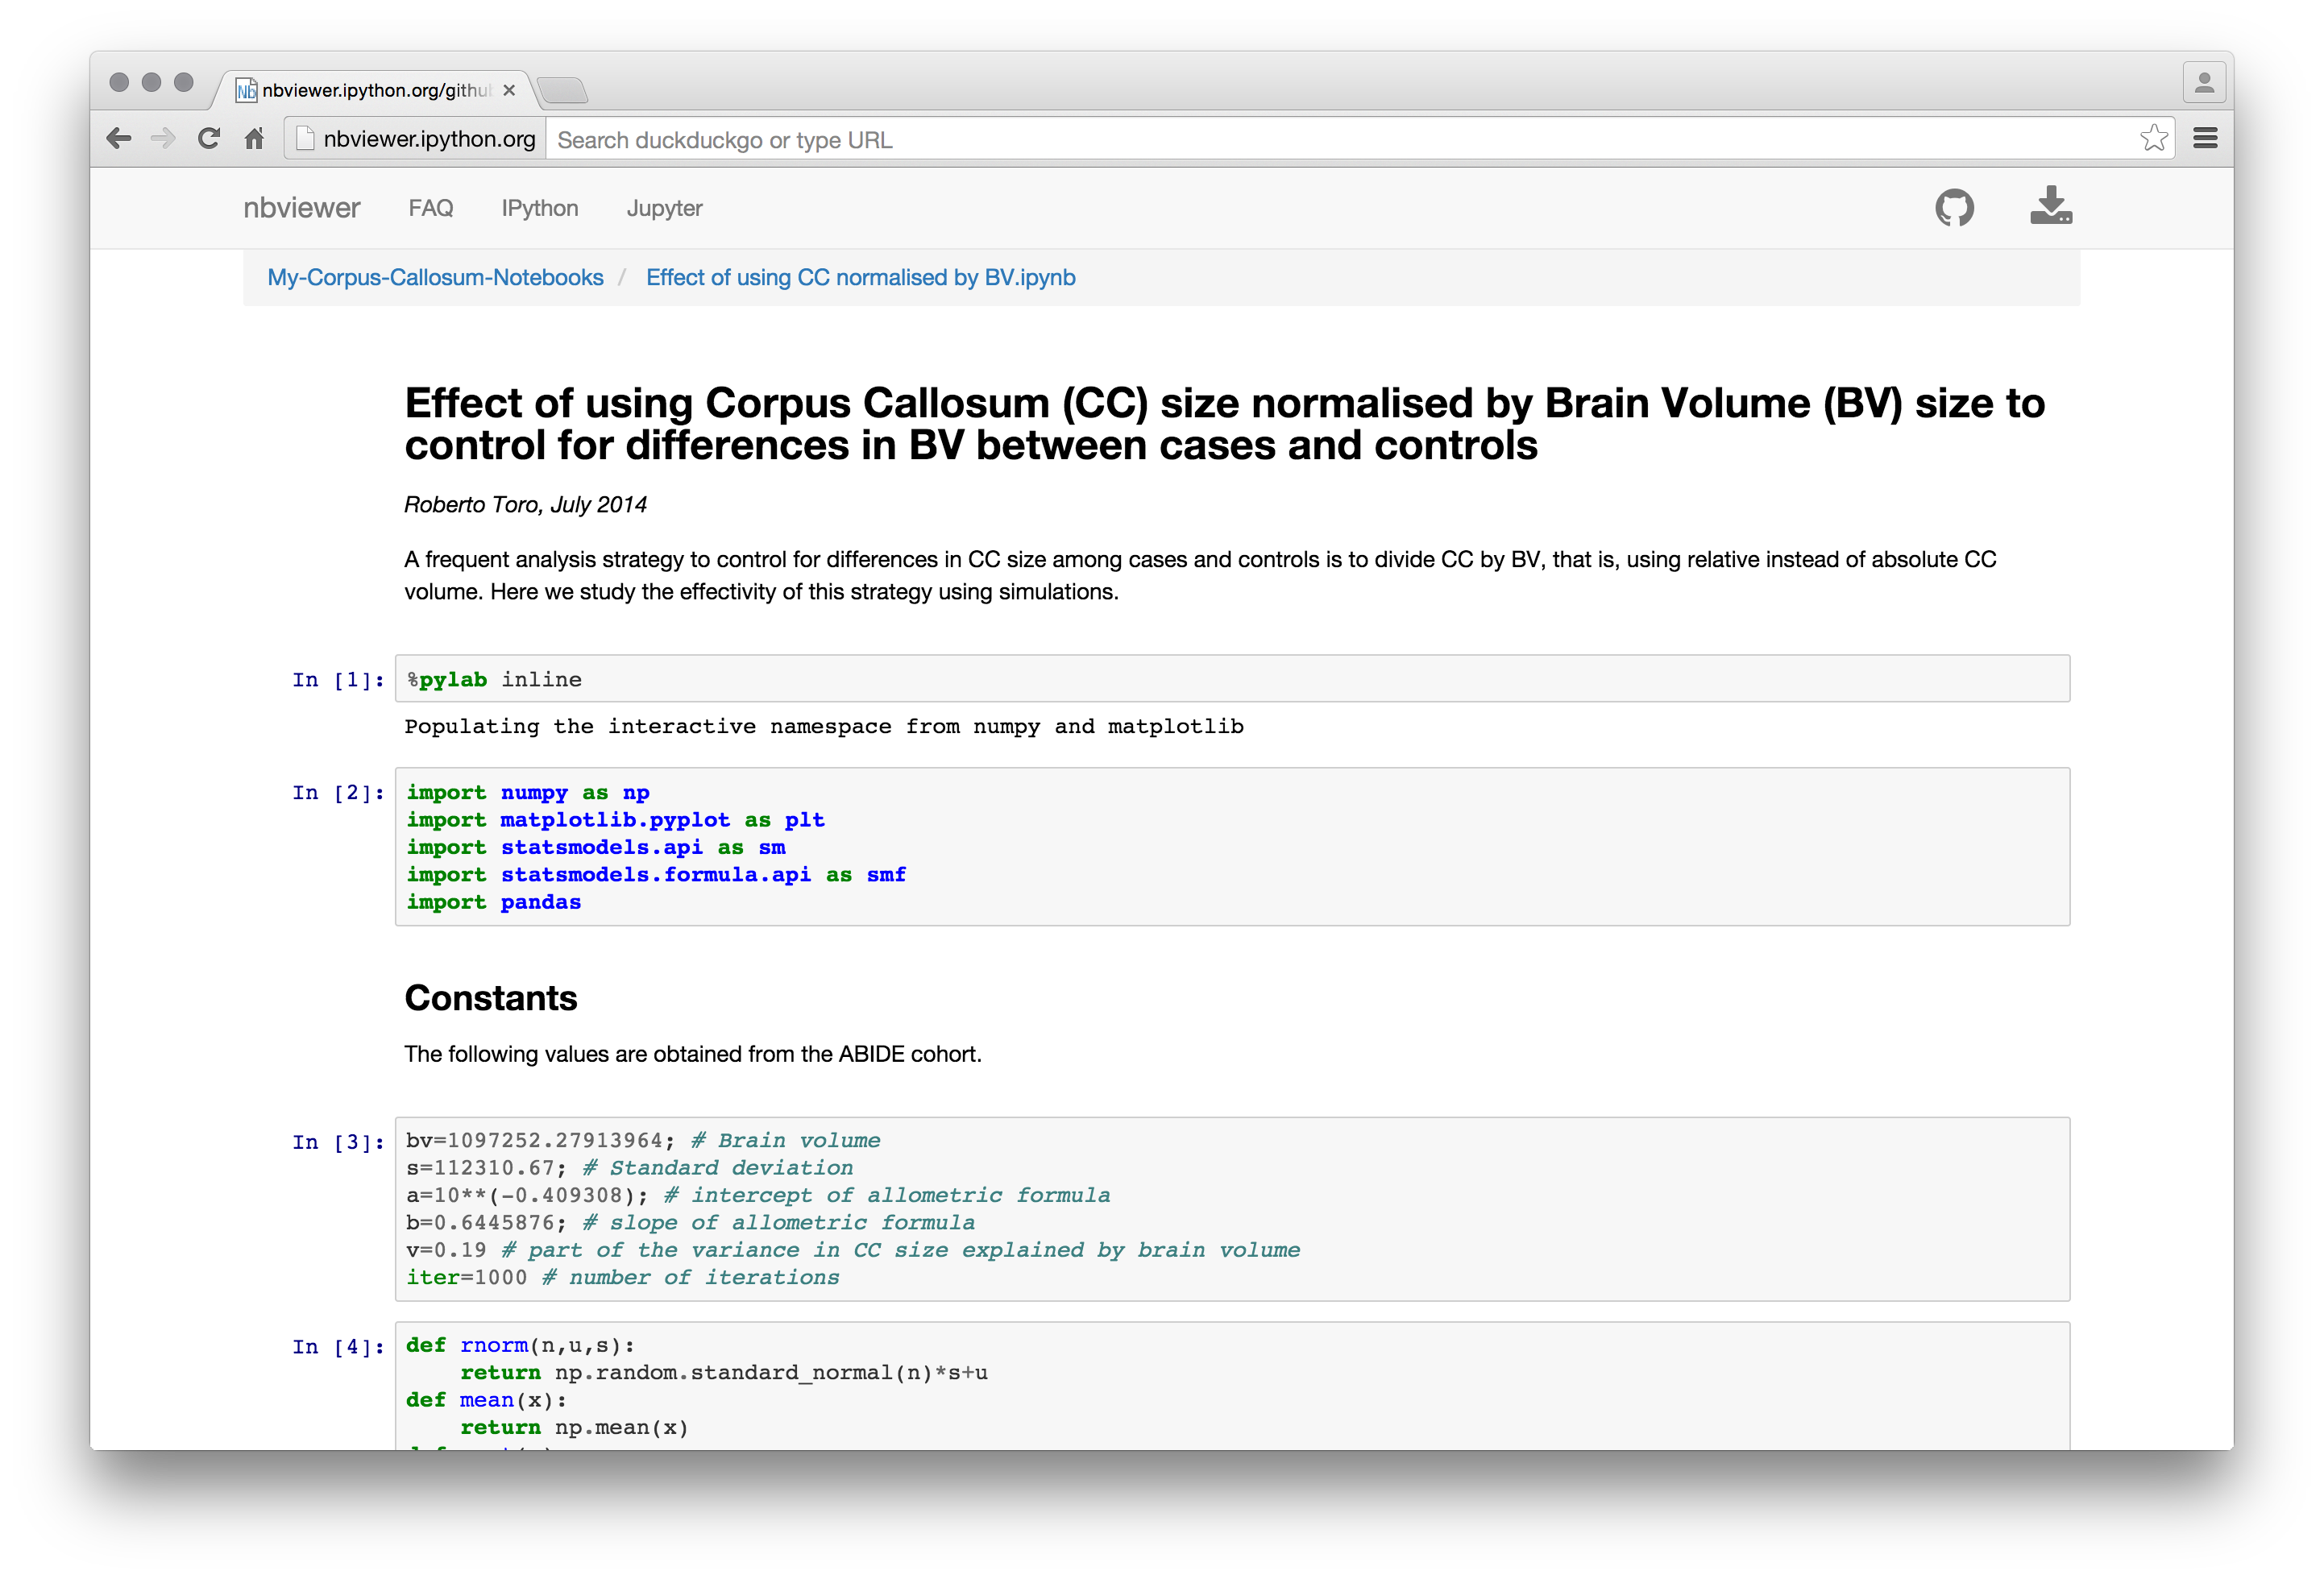 nbviewer.ipython.org/githu
nbviewer.ipython.org Search duckduckgo or type URL
nbviewer FAQ IPython Jupyter
My-Corpus-Callosum-Notebooks / Effect of using CC normalised by BV.ipynb
Effect of using Corpus Callosum (CC) size normalised by Brain Volume (BV) size to
control for differences in BV between cases and controls
Roberto Toro, July 2014
A frequent analysis strategy to control for differences in CC size among cases and controls is to divide CC by BV, that is, using relative instead of absolute CC
volume. Here we study the effectivity of this strategy using simulations.
In [1]: %pylab inline
Populating the interactive namespace from numpy and matplotlib
In [2]: import numpy as np
import matplotlib.pyplot as plt
import statsmodels.api as sm
import statsmodels.formula.api as smf
import pandas
Constants
The following values are obtained from the ABIDE cohort.
In [3]: bv=1097252.27913964; # Brain volume
s=112310.67; # Standard deviation
a=10**(-0.409308); # intercept of allometric formula
b=0.6445876; # slope of allometric formula
v=0.19 # part of the variance in CC size explained by brain volume
iter=1000 # number of iterations
In [4]: def rnorm(n,u,s):
    return np.random.standard_normal(n)*s+u
def mean(x):
    return np.mean(x)